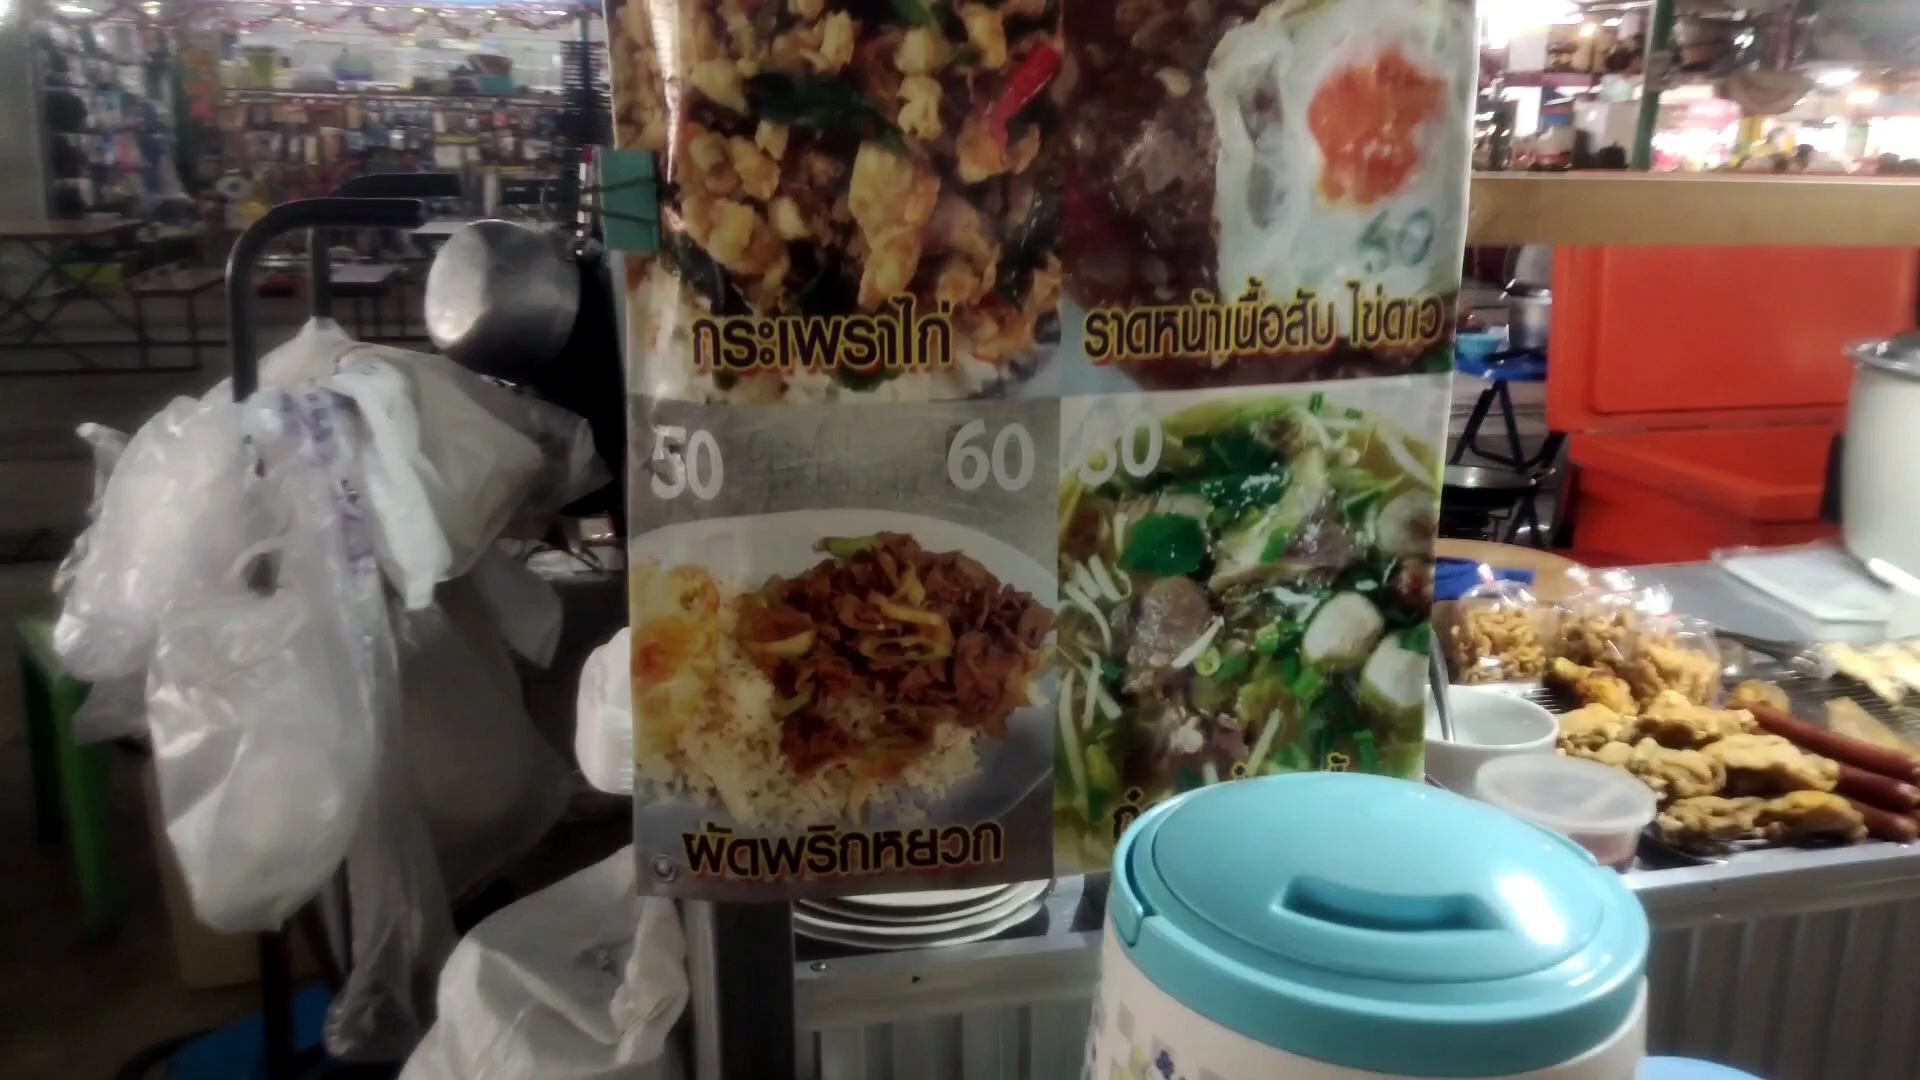 50
กระเพราไก่
ราดหน้าเนื้อสับ ไข่ดาว
50
60
ผัดพริกหยวก